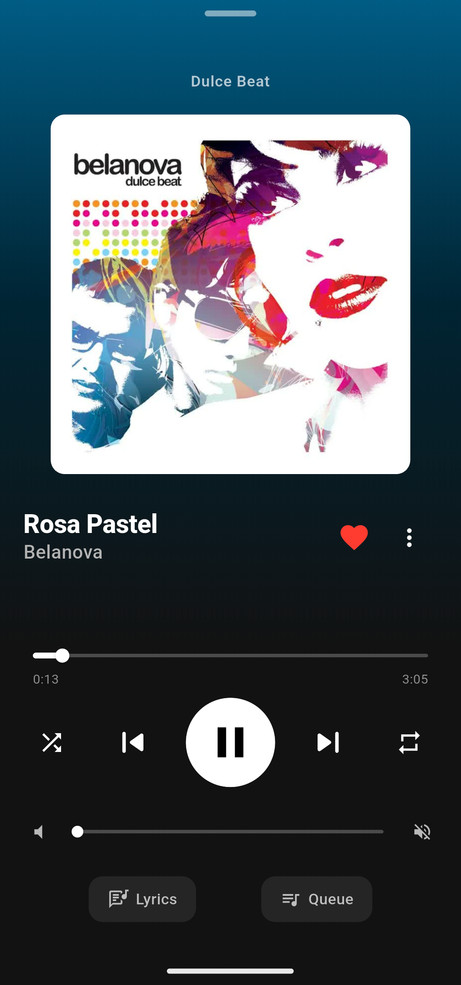 Dulce Beat
belanova
dulce beat
Rosa Pastel
Belanova
0:13
3:05
Lyrics
Queue